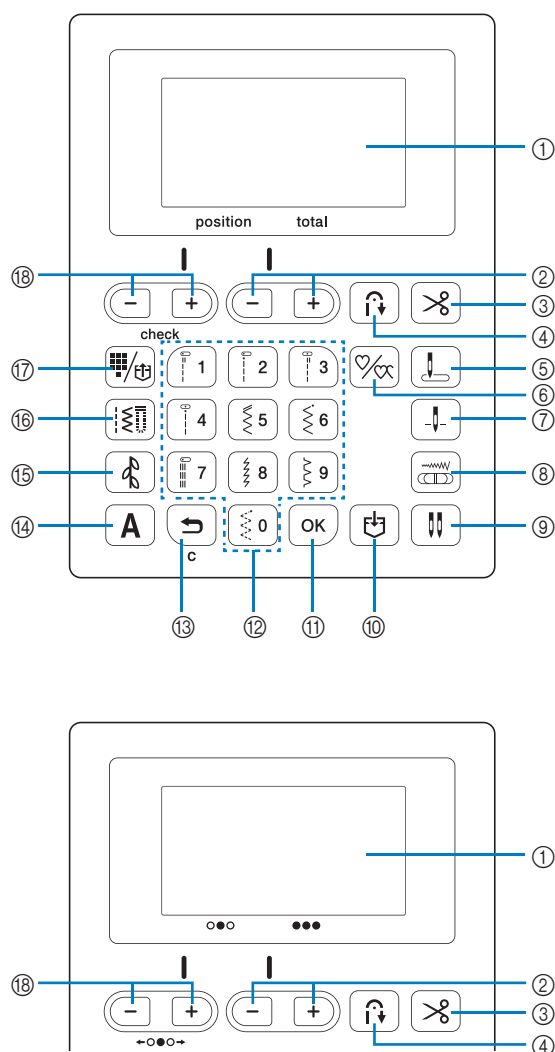 ①
position total
⑱ ②
- + - + ③
④
check
1 2 3 ⑤
⑰ ⑥
4 5 6 ⑦
⑯
7 8 9 ⑧
⑮
⑭ A 0 OK ⑨
C
⑬ ⑫ ⑪ ⑩
①
⑱ ②
- + - + ③
④